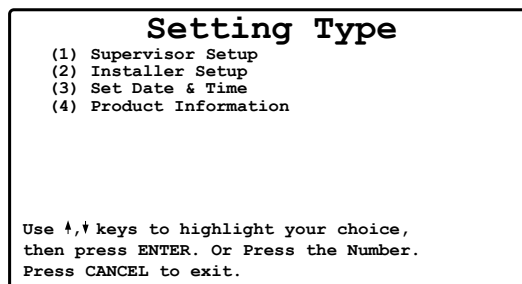 Setting Type
(1) Supervisor Setup
(2) Installer Setup
(3) Set Date & Time
(4) Product Information
Use ↑,↓ keys to highlight your choice,
then press ENTER. Or Press the Number.
Press CANCEL to exit.